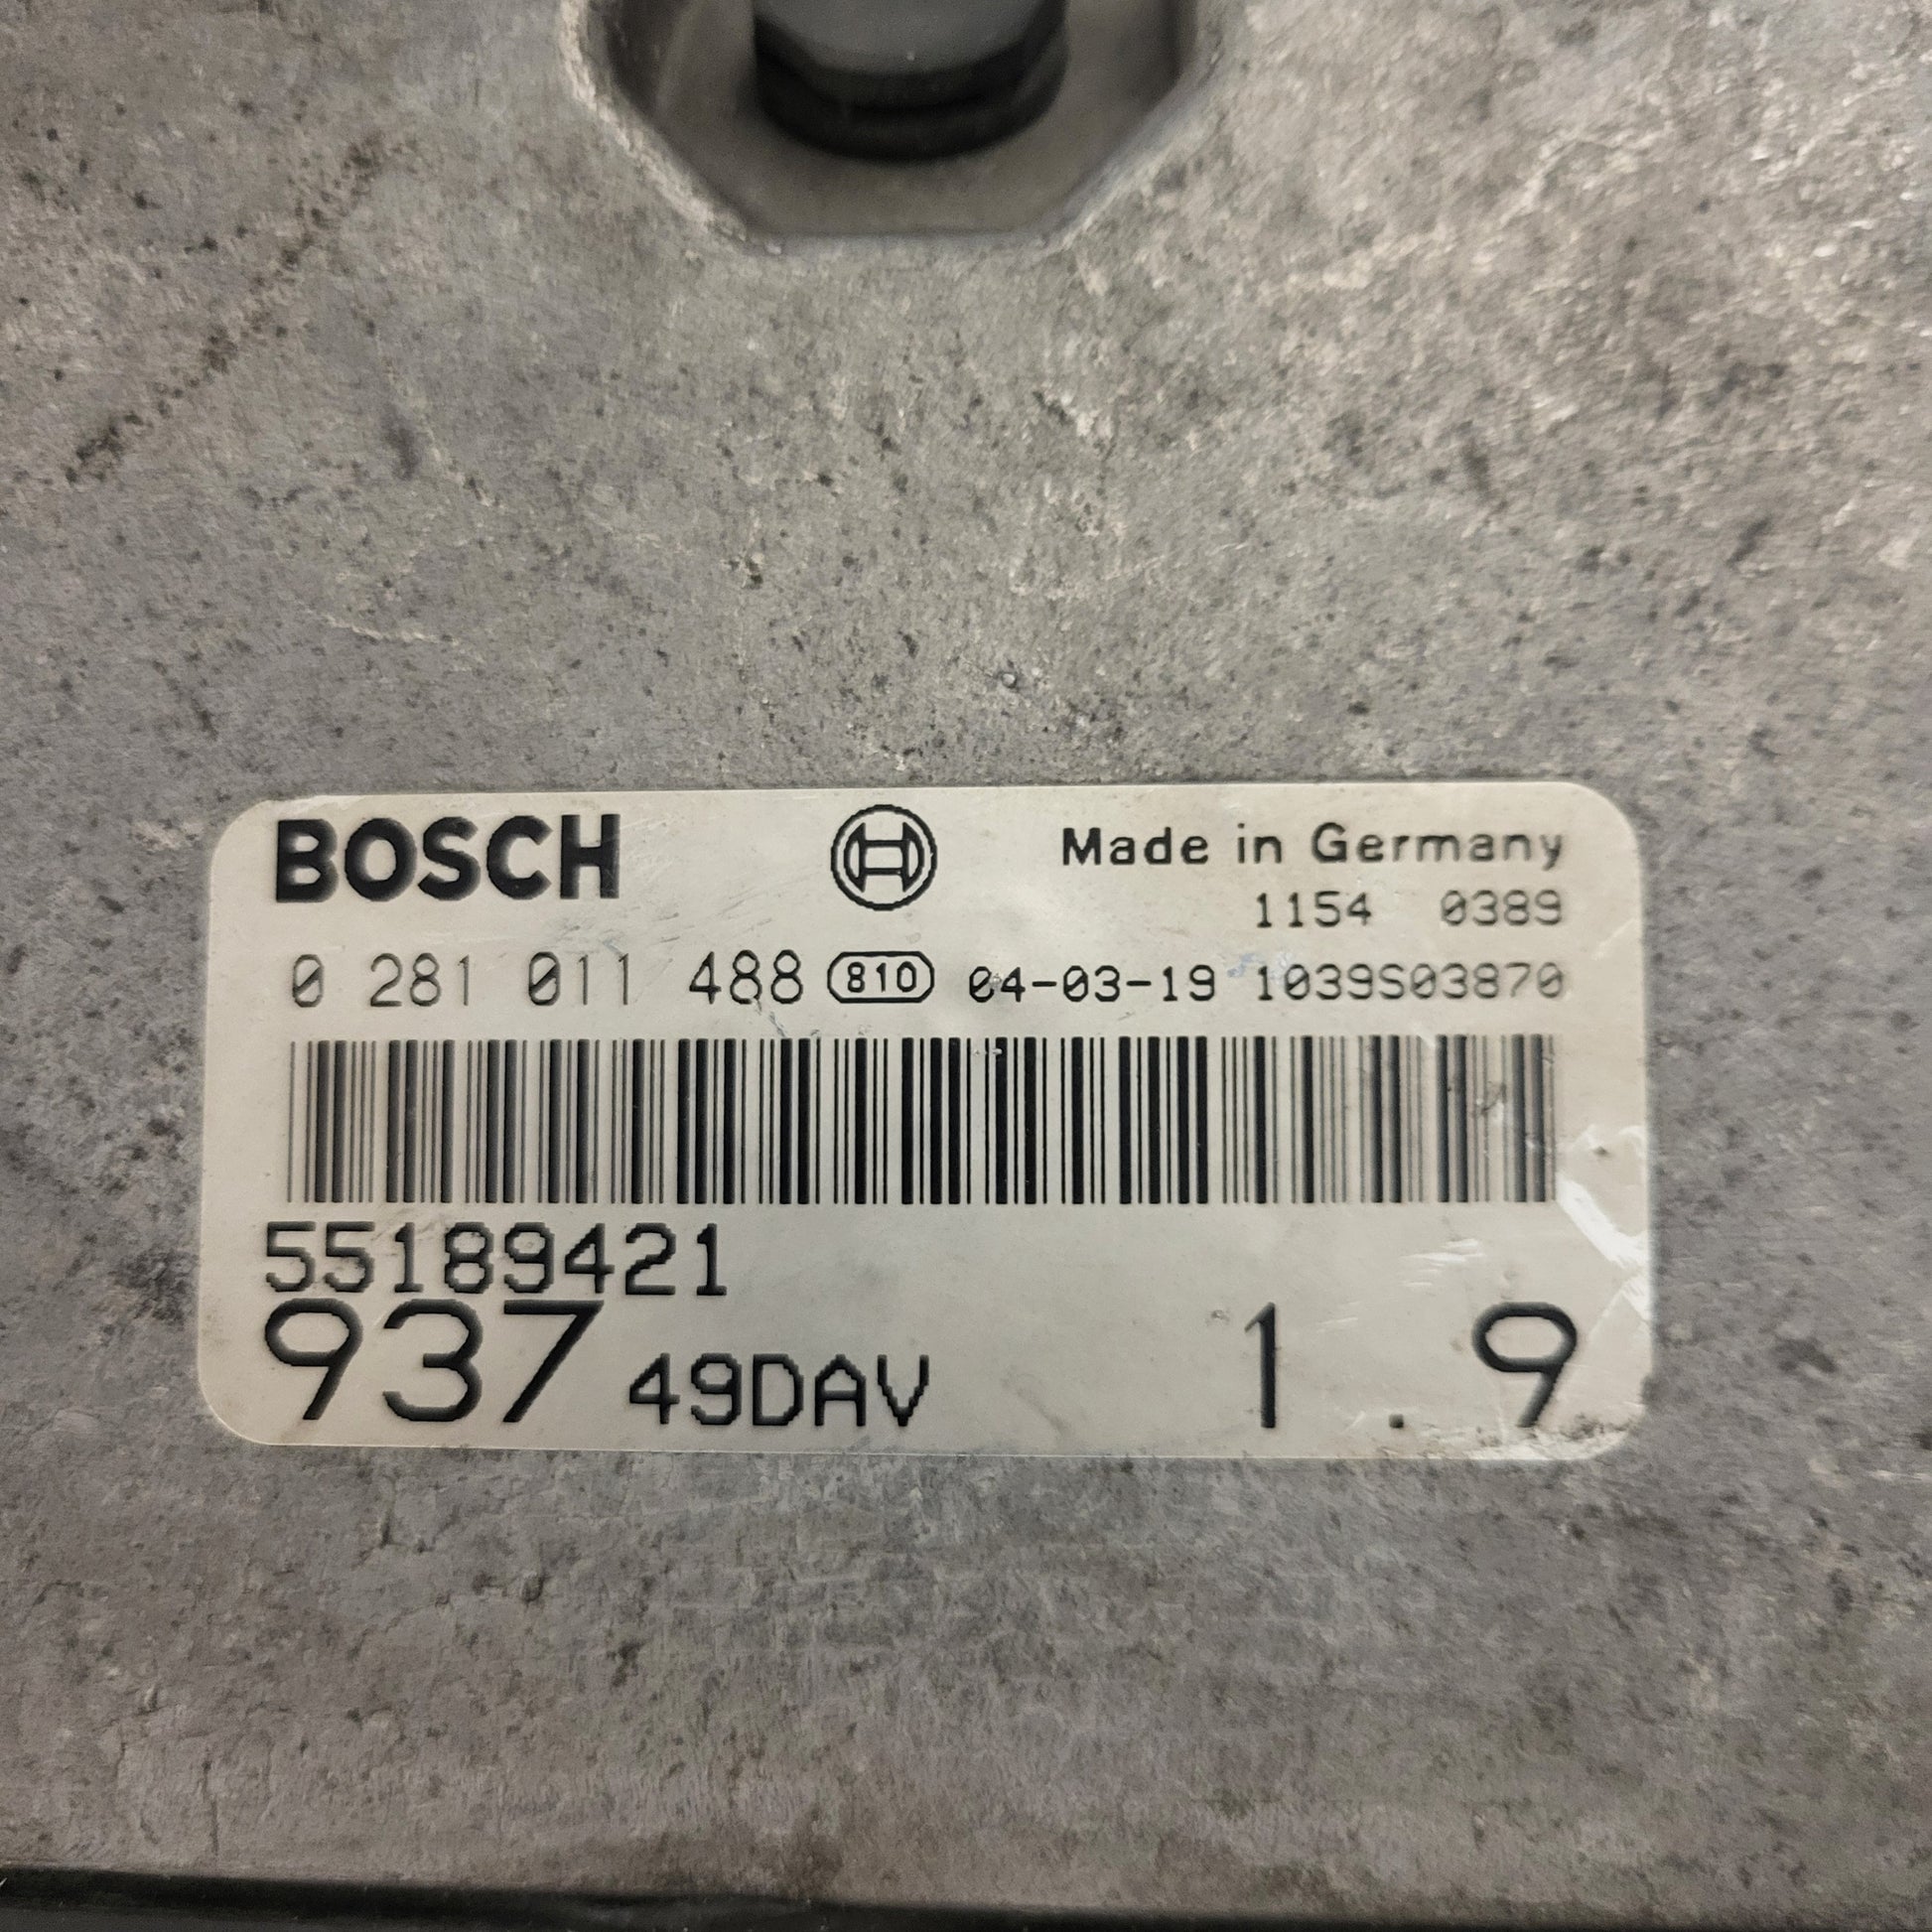 BOSCH Made in Germany
1154 0389
0 281 011 488 810 04-03-19 1039S03870
55189421
937 49DAV 1.9